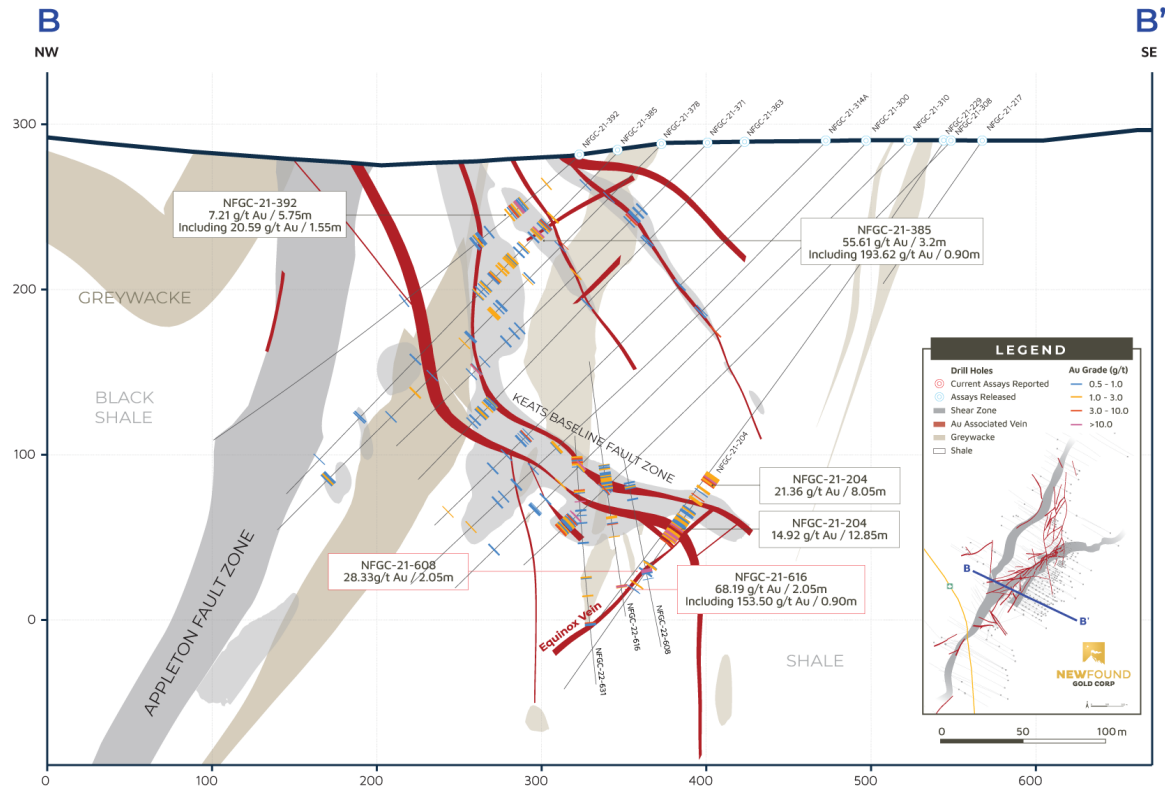 B
NW
B'
SE
NFGC-21-392
NFGC-21-385
NFGC-21-378
NFGC-21-371
NFGC-21-363
NFGC-21-314A
NFGC-21-300
NFGC-21-310
NFGC-21-229
NFGC-21-308
NFGC-21-217
300
200
100
0
NFGC-21-392
7.21 g/t Au / 5.75m
Including 20.59 g/t Au / 1.55m
NFGC-21-385
55.61 g/t Au / 3.2m
Including 193.62 g/t Au / 0.90m
GREYWACKE
BLACK
SHALE
APPLETON FAULT ZONE
KEATS BASELINE FAULT ZONE
NFGC-21-204
NFGC-21-204
21.36 g/t Au / 8.05m
NFGC-21-204
14.92 g/t Au / 12.85m
NFGC-21-608
28.33g/t Au / 2.05m
NFGC-21-616
68.19 g/t Au / 2.05m
Including 153.50 g/t Au / 0.90m
Equinox Vein
NFGC-22-631
NFGC-22-616
NFGC-22-608
SHALE
LEGEND
Drill Holes
Current Assays Reported
Assays Released
Shear Zone
Au Associated Vein
Greywacke
Shale
Au Grade (g/t)
0.5 - 1.0
1.0 - 3.0
3.0 - 10.0
>10.0
B
B'
NEWFOUND
GOLD CORP
0
50
100 m
0
100
200
300
400
500
600